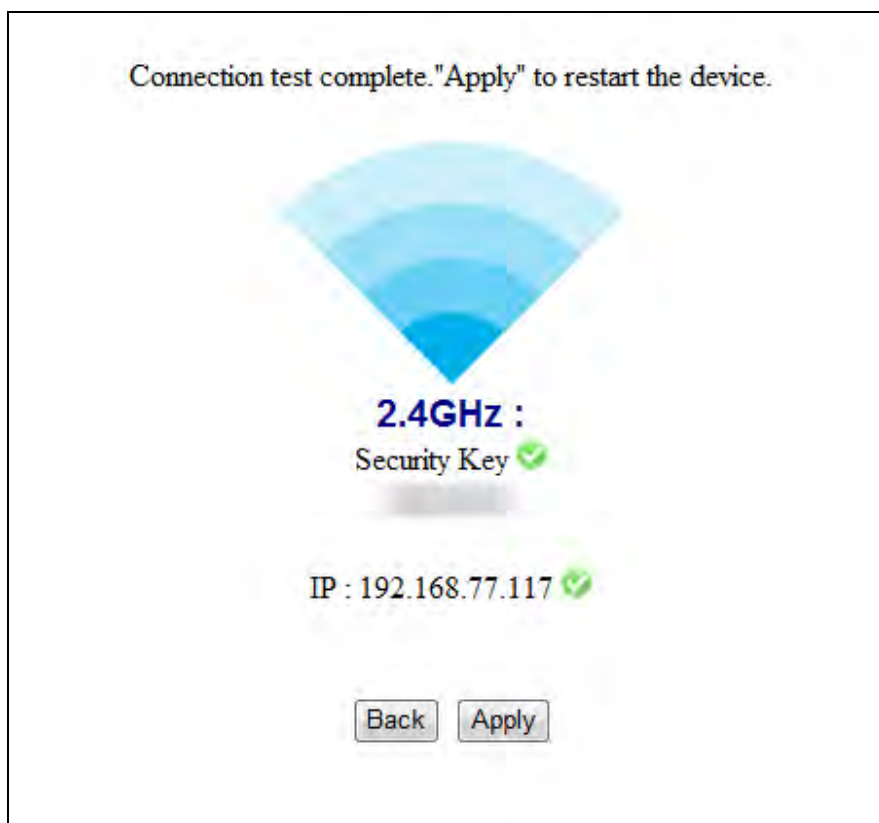 Connection test complete."Apply" to restart the device.
2.4GHz :
Security Key
IP : 192.168.77.117
Back
Apply